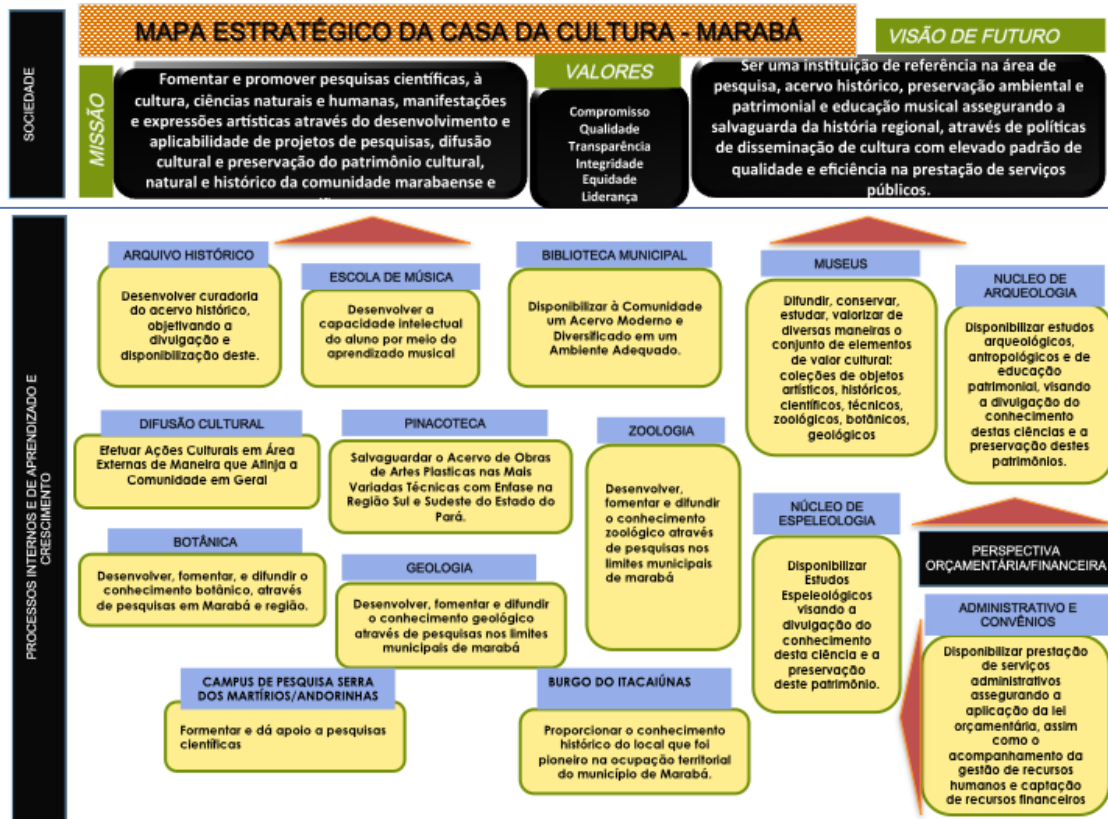 MAPA ESTRATÉGICO DA CASA DA CULTURA - MARABÁ
SOCIEDADE
MISSÃO
Fomentar e promover pesquisas científicas, à
cultura, ciências naturais e humanas, manifestações
e expressões artísticas através do desenvolvimento e
aplicabilidade de projetos de pesquisas, difusão
cultural e preservação do patrimônio cultural,
natural e histórico da comunidade marabaense e
VALORES
Compromisso
Qualidade
Transparência
Integridade
Equidade
Liderança
VISÃO DE FUTURO
Ser uma instituição de referência na área de
pesquisa, acervo histórico, preservação ambiental e
patrimonial e educação musical assegurando a
salvaguarda da história regional, através de políticas
de disseminação de cultura com elevado padrão de
qualidade e eficiência na prestação de serviços
públicos.
PROCESSOS INTERNOS E DE APRENDIZADO E
CRESCIMENTO
ARQUIVO HISTÓRICO
Desenvolver curadoria
do acervo histórico,
objetivando a
divulgação e
disponibilização deste.
ESCOLA DE MÚSICA
Desenvolver a
capacidade intelectual
do aluno por meio do
aprendizado musical
BIBLIOTECA MUNICIPAL
Disponibilizar à Comunidade
um Acervo Moderno e
Diversificado em um
Ambiente Adequado.
MUSEUS
Difundir, conservar,
estudar, valorizar de
diversas maneiras o
conjunto de elementos
de valor cultural:
coleções de objetos
artísticos, históricos,
científicos, técnicos,
zoológicos, botânicos,
geológicos
NUCLEO DE
ARQUEOLOGIA
Disponibilizar estudos
arqueológicos,
antropológicos e de
educação
patrimonial, visando
a divulgação do
conhecimento
destas ciências e a
preservação destes
patrimônios.
DIFUSÃO CULTURAL
Efetuar Ações Culturais em Área
Externas de Maneira que Atinja a
Comunidade em Geral
PINACOTECA
Salvaguardar o Acervo de Obras
de Artes Plasticas nas Mais
Variadas Técnicas com Enfase na
Região Sul e Sudeste do Estado do
Pará.
ZOOLOGIA
Desenvolver,
fomentar e difundir
o conhecimento
zoológico através
de pesquisas nos
limites municipais
de marabá
NÚCLEO DE
ESPELEOLOGIA
Disponibilizar
Estudos
Espeleológicos
visando a
divulgação do
conhecimento
desta ciência e a
preservação
deste patrimônio.
BOTÂNICA
Desenvolver, fomentar, e difundir o
conhecimento botânico, através
de pesquisas em Marabá e região.
GEOLOGIA
Desenvolver, fomentar e difundir
o conhecimento geológico
através de pesquisas nos limites
municipais de marabá
PERSPECTIVA
ORÇAMENTÁRIA/FINANCEIRA
ADMINISTRATIVO E
CONVÊNIOS
Disponibilizar prestação
de serviços
administrativos
assegurando a
aplicação da lei
orçamentária, assim
como o
acompanhamento da
gestão de recursos
humanos e captação
de recursos financeiros
CAMPUS DE PESQUISA SERRA
DOS MARTÍRIOS/ANDORINHAS
Formentar e dá apoio a pesquisas
científicas
BURGO DO ITACAIÚNAS
Proporcionar o conhecimento
histórico do local que foi
pioneiro na ocupação territorial
do município de Marabá.